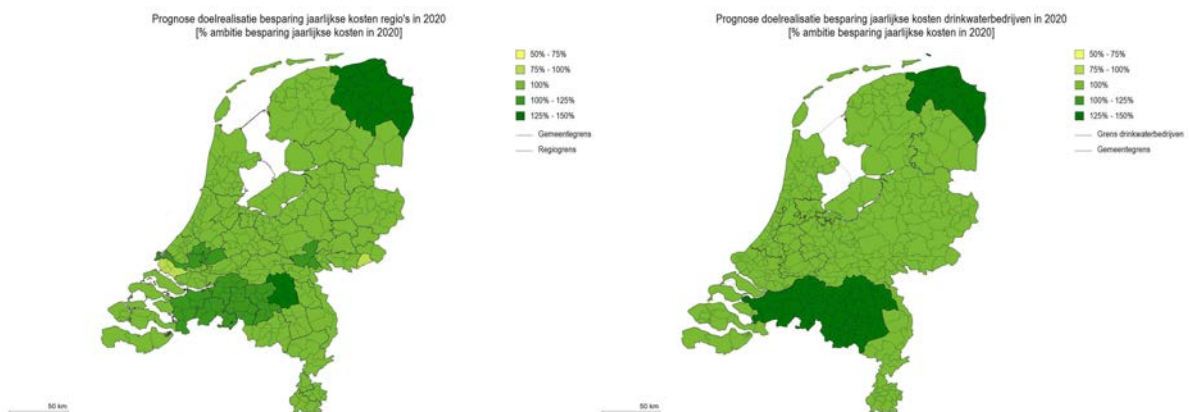 Prognose doelrealisatie besparing jaarlijkse kosten regio's in 2020
[% ambitie besparing jaarlijkse kosten in 2020]
50% - 75%
75% - 100%
100%
100% - 125%
125% - 150%
Gemeentegrens
Regiogrens
50 km
Prognose doelrealisatie besparing jaarlijkse kosten drinkwaterbedrijven in 2020
[% ambitie besparing jaarlijkse kosten in 2020]
50% - 75%
75% - 100%
100%
100% - 125%
125% - 150%
Grens drinkwaterbedrijven
Gemeentegrens
50 km